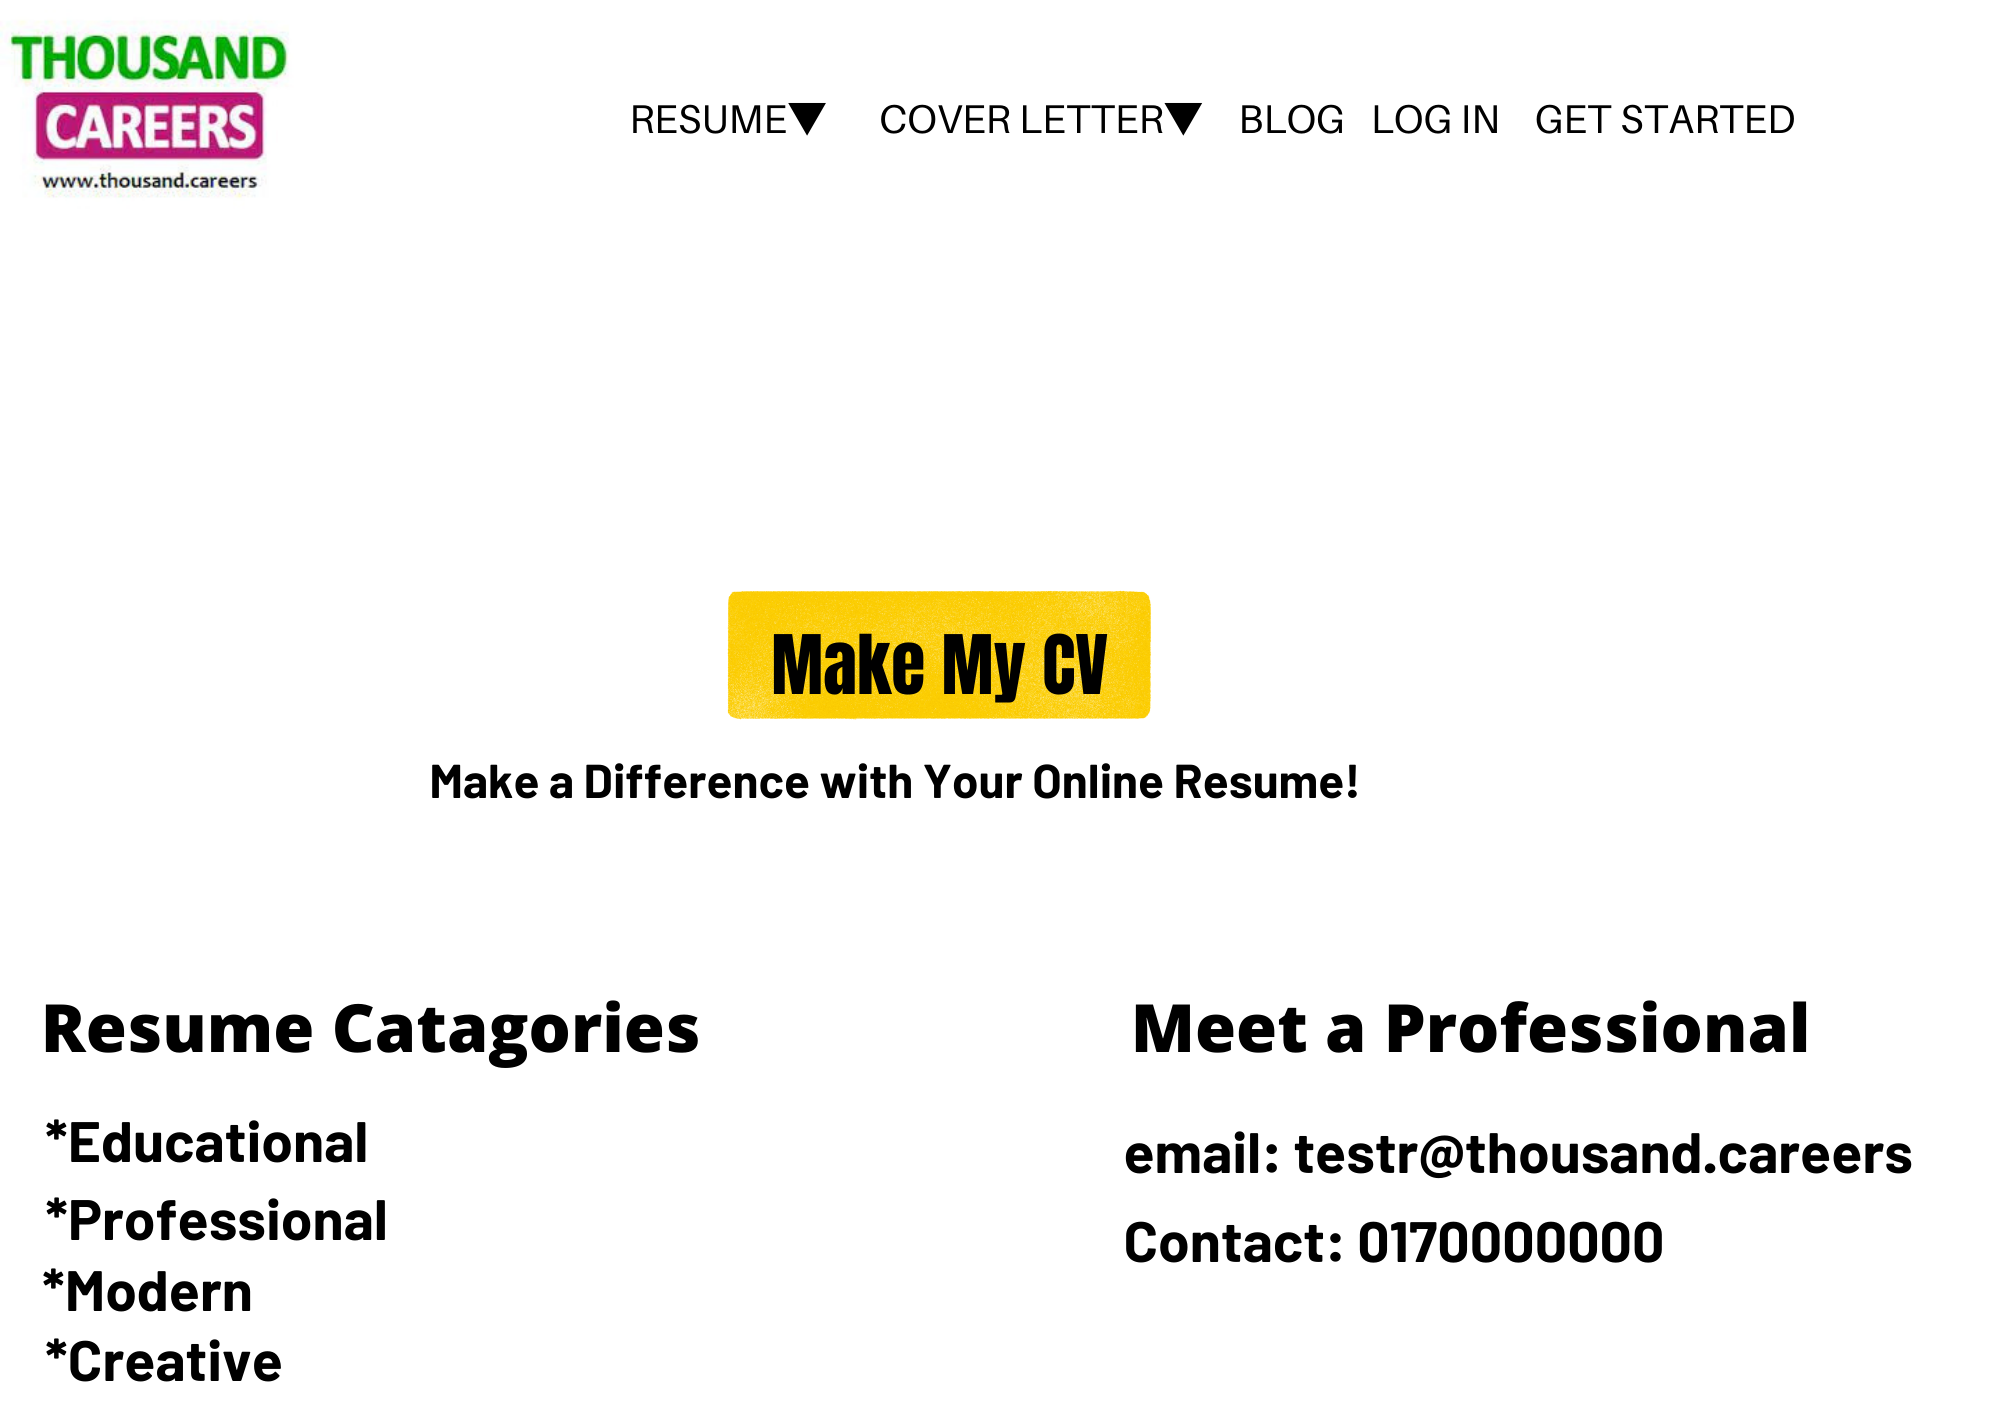 THOUSAND
CAREERS
www.thousand.careers
RESUME▼ COVER LETTER▼ BLOG LOG IN GET STARTED
Make My CV
Make a Difference with Your Online Resume!
Resume Catagories
*Educational
*Professional
*Modern
*Creative
Meet a Professional
email: testr@thousand.careers
Contact: 0170000000